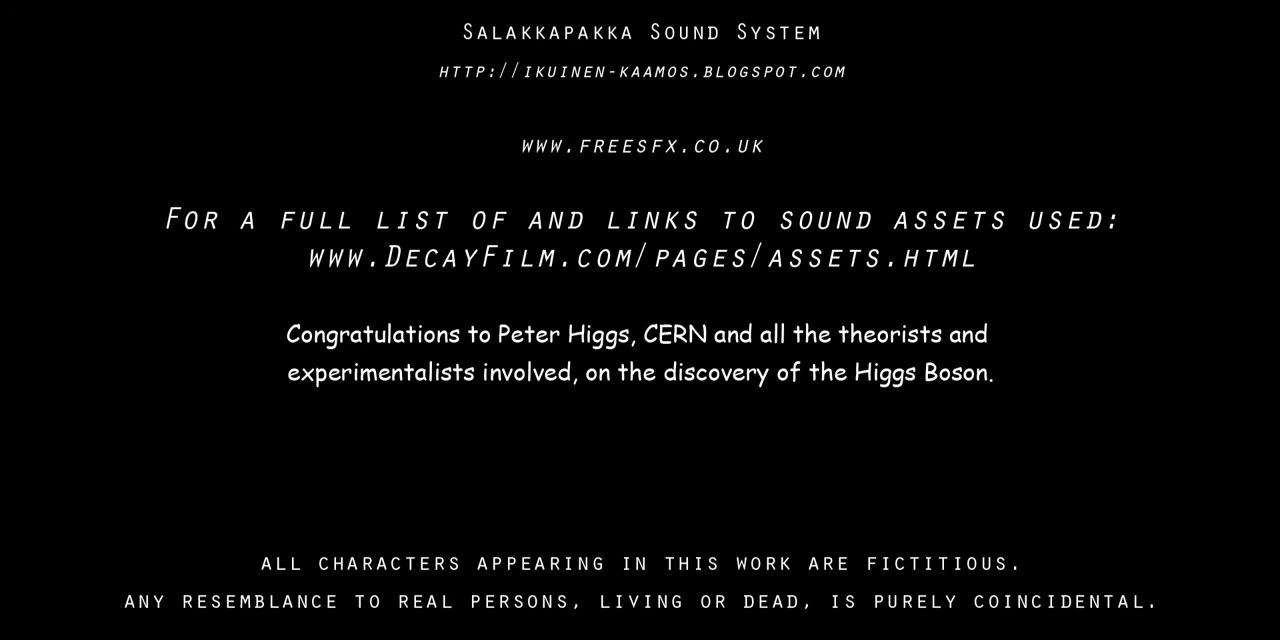 Salakkapakka Sound System
http://ikuinen-kaamos.blogspot.com
www.freesfx.co.uk
For a full list of and links to sound assets used:
www.DecayFilm.com/pages/assets.html
Congratulations to Peter Higgs, CERN and all the theorists and
experimentalists involved, on the discovery of the Higgs Boson.
all characters appearing in this work are fictitious.
any resemblance to real persons, living or dead, is purely coincidental.